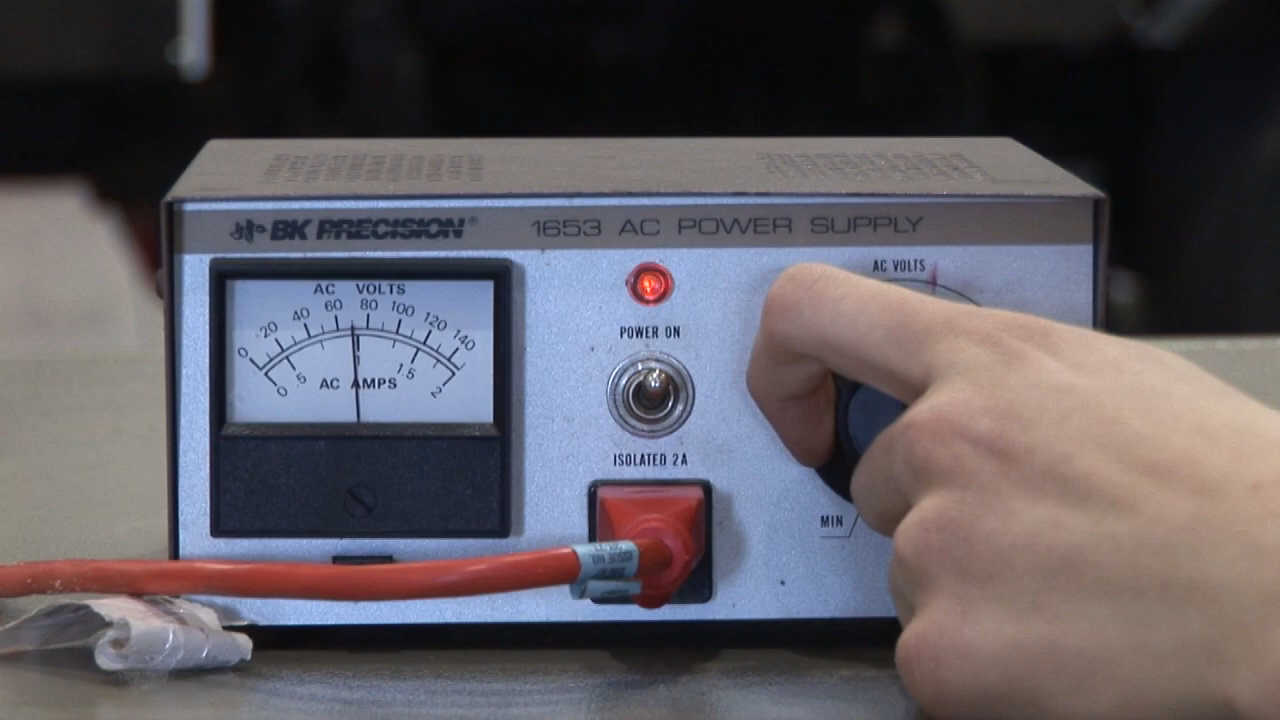 BK PRECISION®
1653 AC POWER SUPPLY
AC VOLTS
0 20 40 60 80 100 120 140
0 .5 1 1.5 2
AC AMPS
POWER ON
ISOLATED 2A
AC VOLTS
MIN